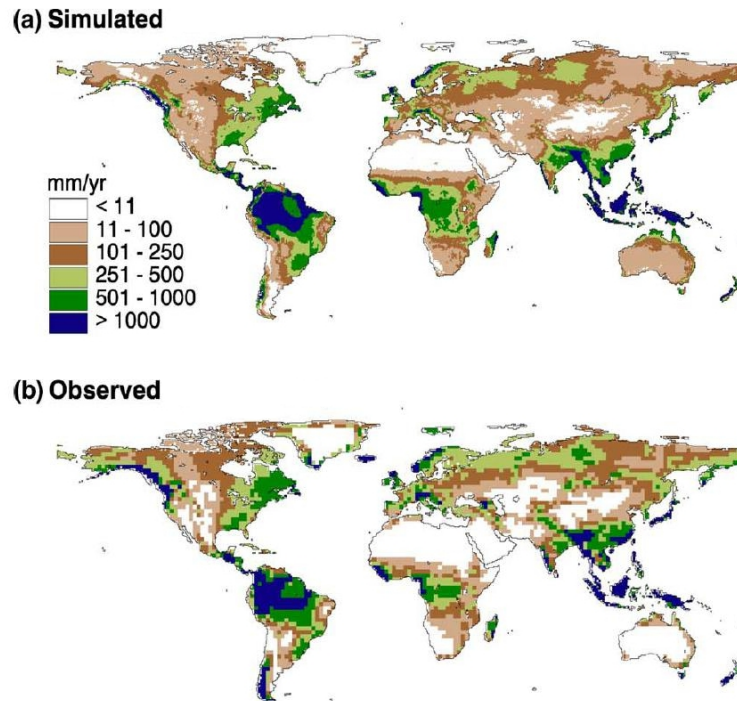 (a) Simulated
mm/yr
< 11
11 - 100
101 - 250
251 - 500
501 - 1000
> 1000
(b) Observed